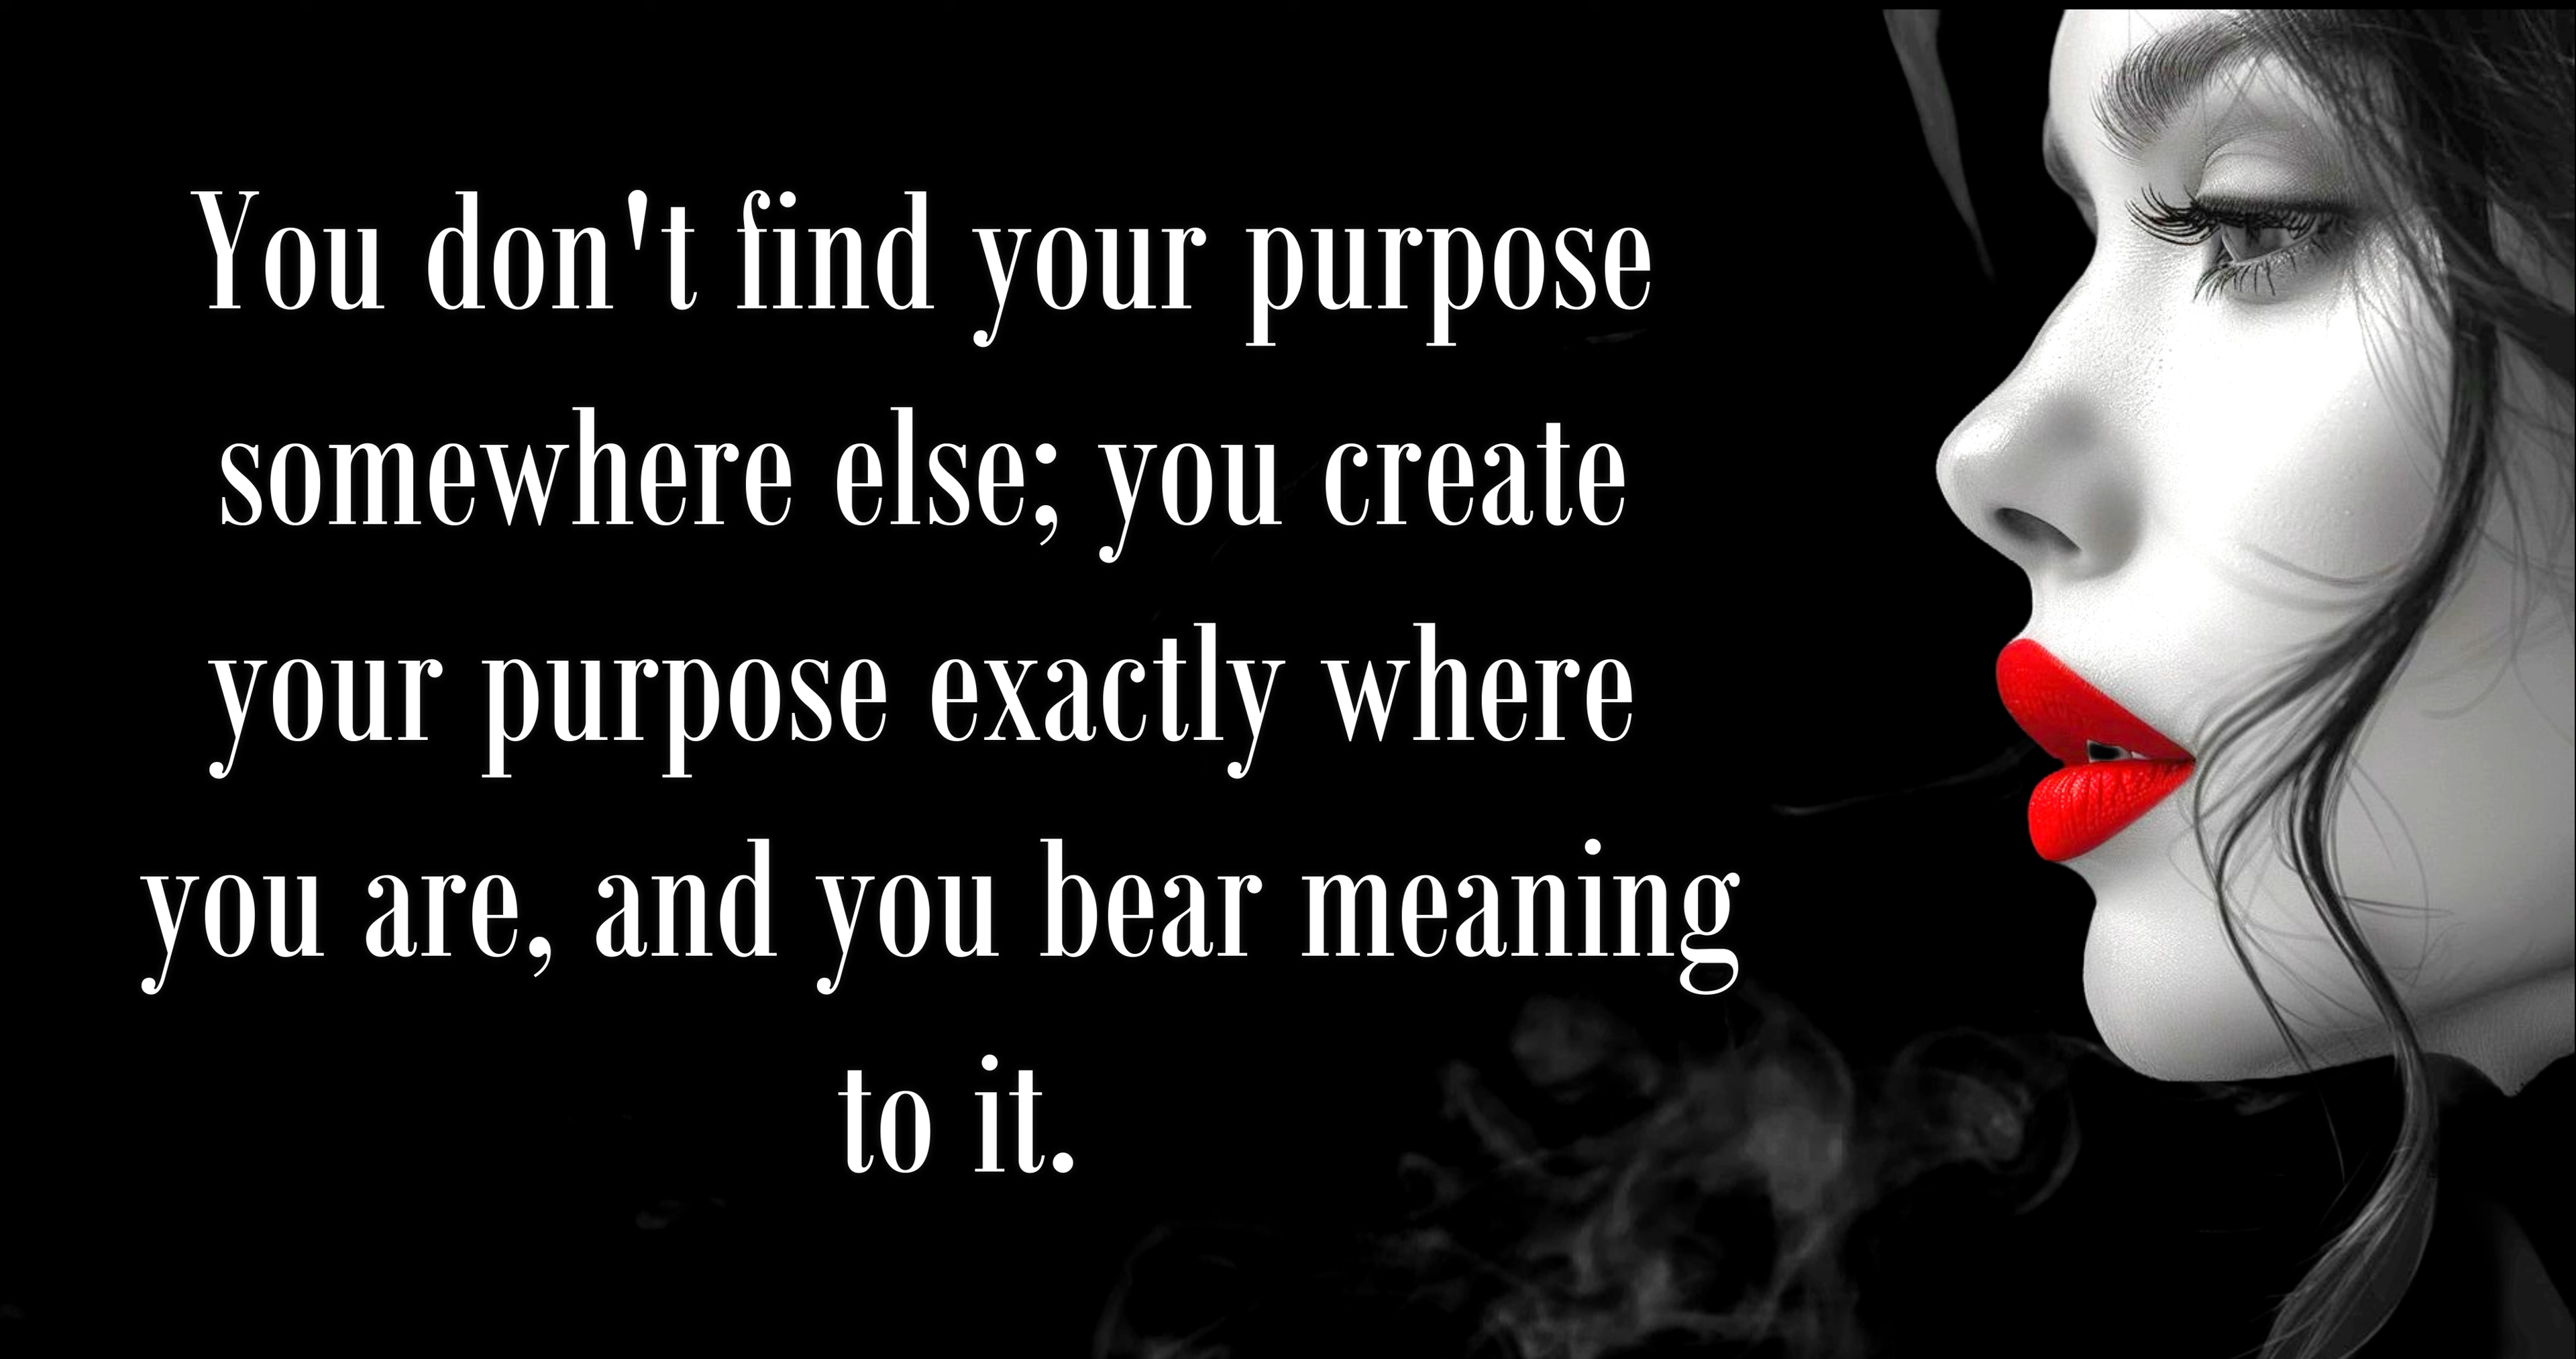 You don't find your purpose
somewhere else; you create
your purpose exactly where
you are, and you bear meaning
to it.